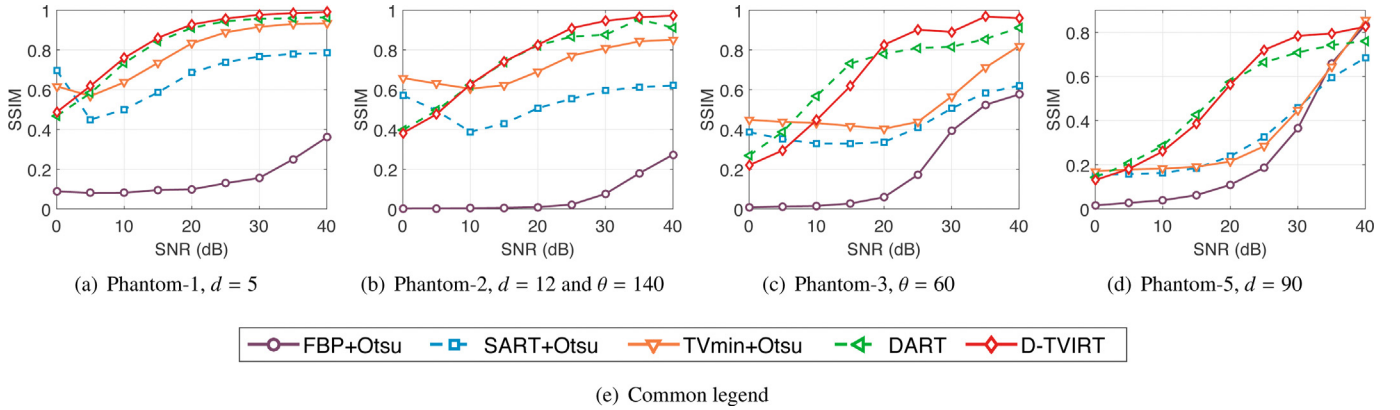 SSIM
1
0.8
0.6
0.4
0.2
0
0 10 20 30 40
SNR (dB)
(a) Phantom-1, d = 5
SSIM
1
0.8
0.6
0.4
0.2
0
0 10 20 30 40
SNR (dB)
(b) Phantom-2, d = 12 and θ = 140
SSIM
1
0.8
0.6
0.4
0.2
0
0 10 20 30 40
SNR (dB)
(c) Phantom-3, θ = 60
SSIM
0.8
0.6
0.4
0.2
0
0 10 20 30 40
SNR (dB)
(d) Phantom-5, d = 90
FBP+Otsu SART+Otsu TVmin+Otsu DART D-TVIRT
(e) Common legend